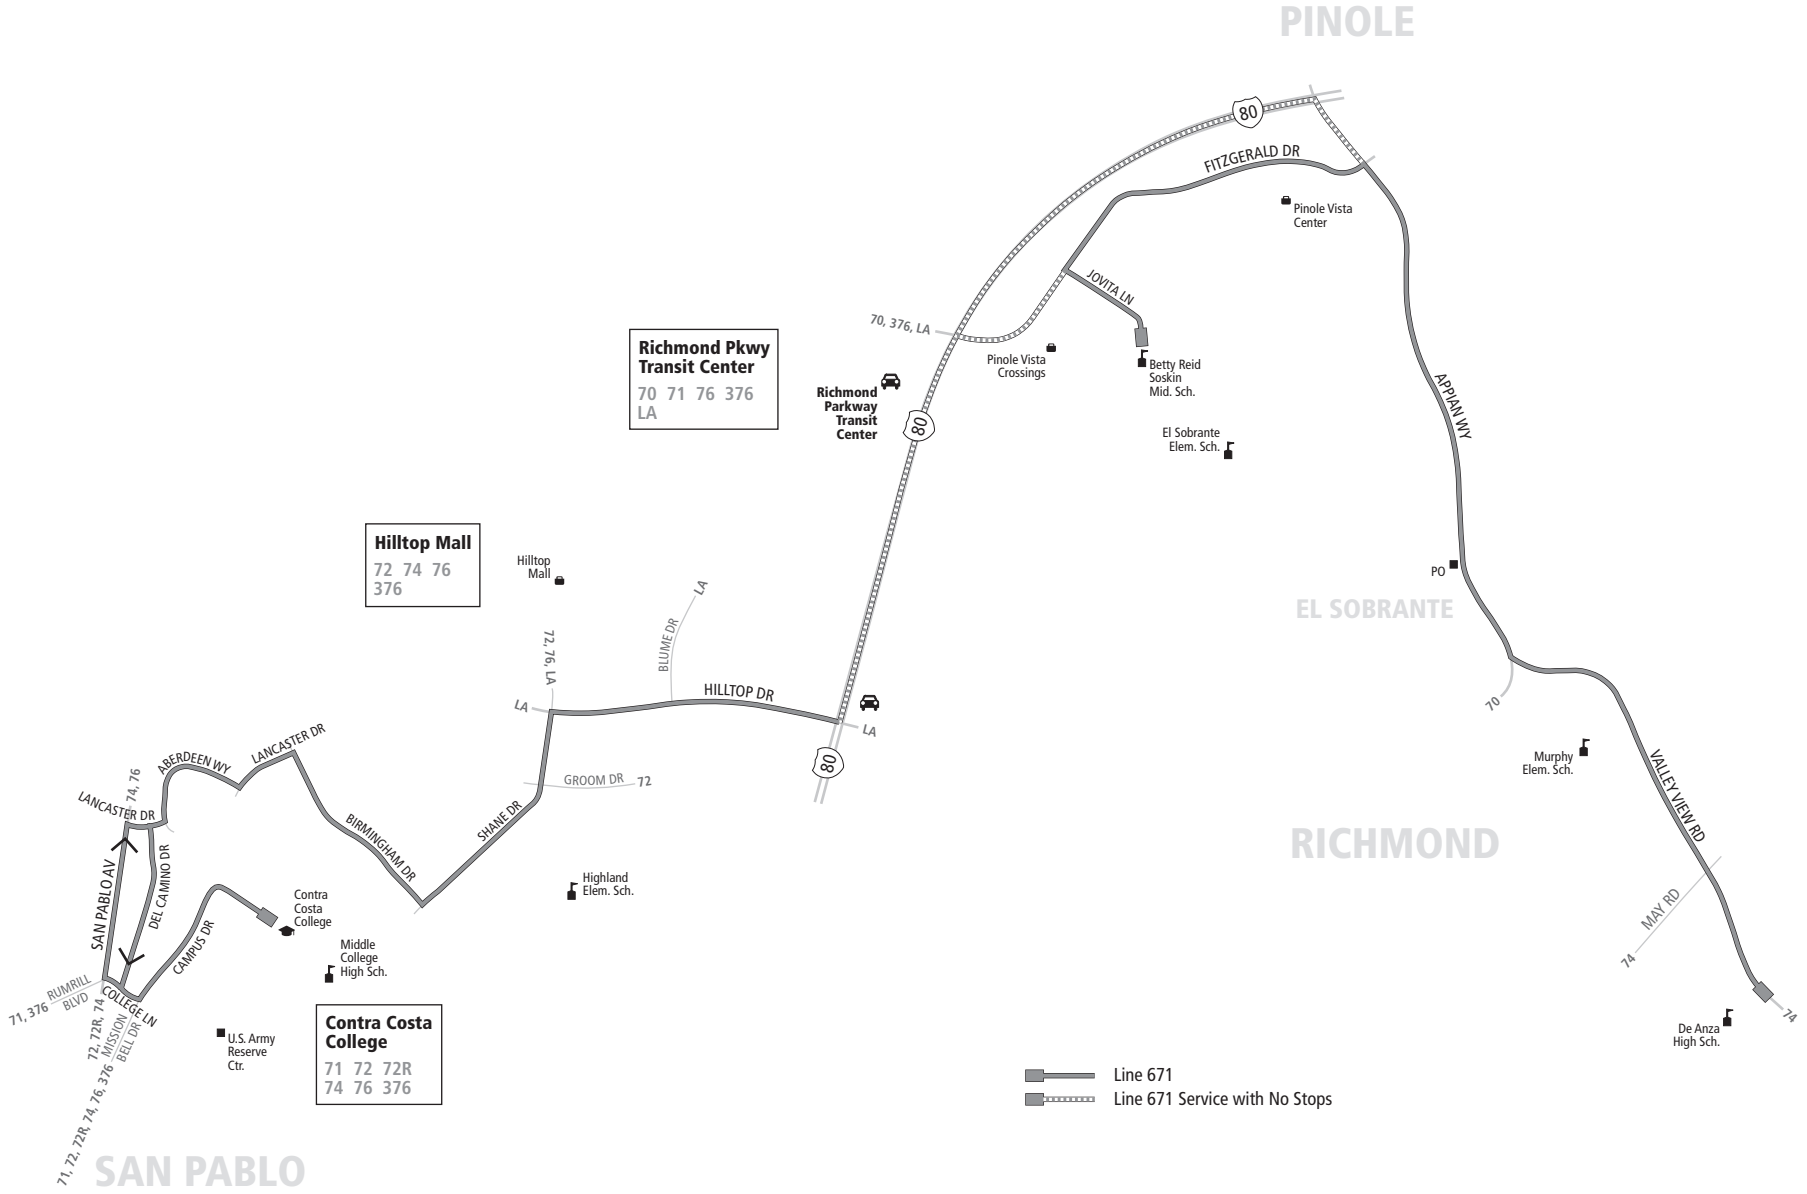 PINOLE
80
FITZGERALD DR
Pinole Vista
Center
JOVITA LN
70, 376, LA
Richmond Pkwy
Transit Center
70 71 76 376
LA
Pinole Vista
Crossings
Betty Reid
Soskin
Mid. Sch.
Richmond
Parkway
Transit
Center
80
APPIAN WY
El Sobrante
Elem. Sch.
Hilltop Mall
72 74 76
376
Hilltop
Mall
PO
LA
EL SOBRANTE
BLUME DR
72, 76, LA
HILLTOP DR
LA
LA
70
80
LANCASTER DR
ABERDEEN WY
GROOM DR
72
Murphy
Elem. Sch.
VALLEY VIEW RD
74, 76
LANCASTER DR
BIRMINGHAM DR
SHANE DR
RICHMOND
SAN PABLO AV
DEL CAMINO DR
Highland
Elem. Sch.
Contra
Costa
College
CAMPUS DR
MAY RD
74
Middle
College
High Sch.
71, 376
RUMRILL
BLVD
COLLEGE LN
72, 72R, 74
MISSION
BELL DR
Contra Costa
College
71 72 72R
74 76 376
U.S. Army
Reserve
Ctr.
74
De Anza
High Sch.
71, 72, 72R, 74, 76, 376
Line 671
Line 671 Service with No Stops
SAN PABLO